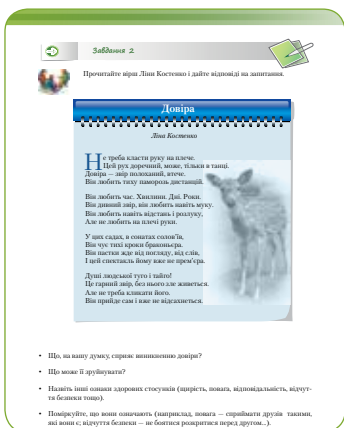 Завдання 2
Прочитайте вірш Ліни Костенко і дайте відповіді на запитання.
Довіра
Ліна Костенко
Не треба класти руку на плече.
Цей рух доречний, може, тільки в танці.
Довіра – звір полоханий, втече.
Він любить тиху паморозь дистанцій.
Він любить час. Хвилини. Дні. Роки.
Він дивний звір, він любить навіть муку.
Він любить навіть відстань і розлуку,
Але не любить на плечі руки.
У цих садах, в сонатах солов'їв,
Він чує тихі кроки браконьєра.
Він пастки жде від погляду, від слів,
І цей спектакль йому вже не прем'єра.
Душі людської туго і тайго!
Це гарний звір, без нього зле живеться.
Але не треба кликати його.
Він прийде сам і вже не відсахнеться.
• Що, на вашу думку, сприяє виникненню довіри?
• Що може її зруйнувати?
• Назвіть інші ознаки здорових стосунків (щирість, повага, відповідальність, відчут-
тя безпеки тощо).
• Поміркуйте, що вони означають (наприклад, повага – сприймати друзів такими,
які вони є; відчуття безпеки – не боятися розкритися перед другом...).